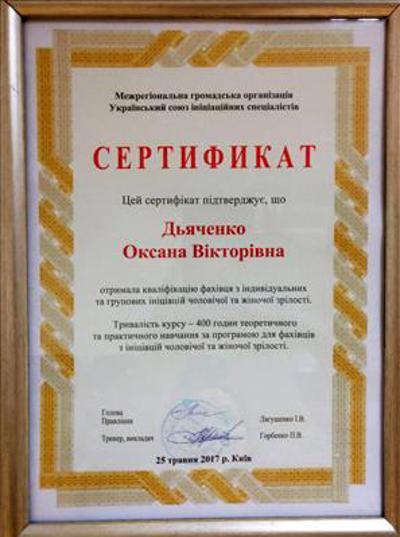 Межрегіональна громадська організація
Український союз ініціаційних спеціалістів
СЕРТИФИКАТ
Цей сертифікат підтверджує, що
Дьяченко
Оксана Вікторівна
отримала кваліфікацію фахівця з індивідуальних
та групових ініціацій чоловічої та жіночої зрілості.
Тривалість курсу – 400 годин теоретичного
та практичного навчання за програмою для фахівців
з ініціацій чоловічої та жіночої зрілості.
Голова
Правління Лягушенко І.В.
Тренер, викладач Горбенко П.В.
25 травня 2017 р. Київ